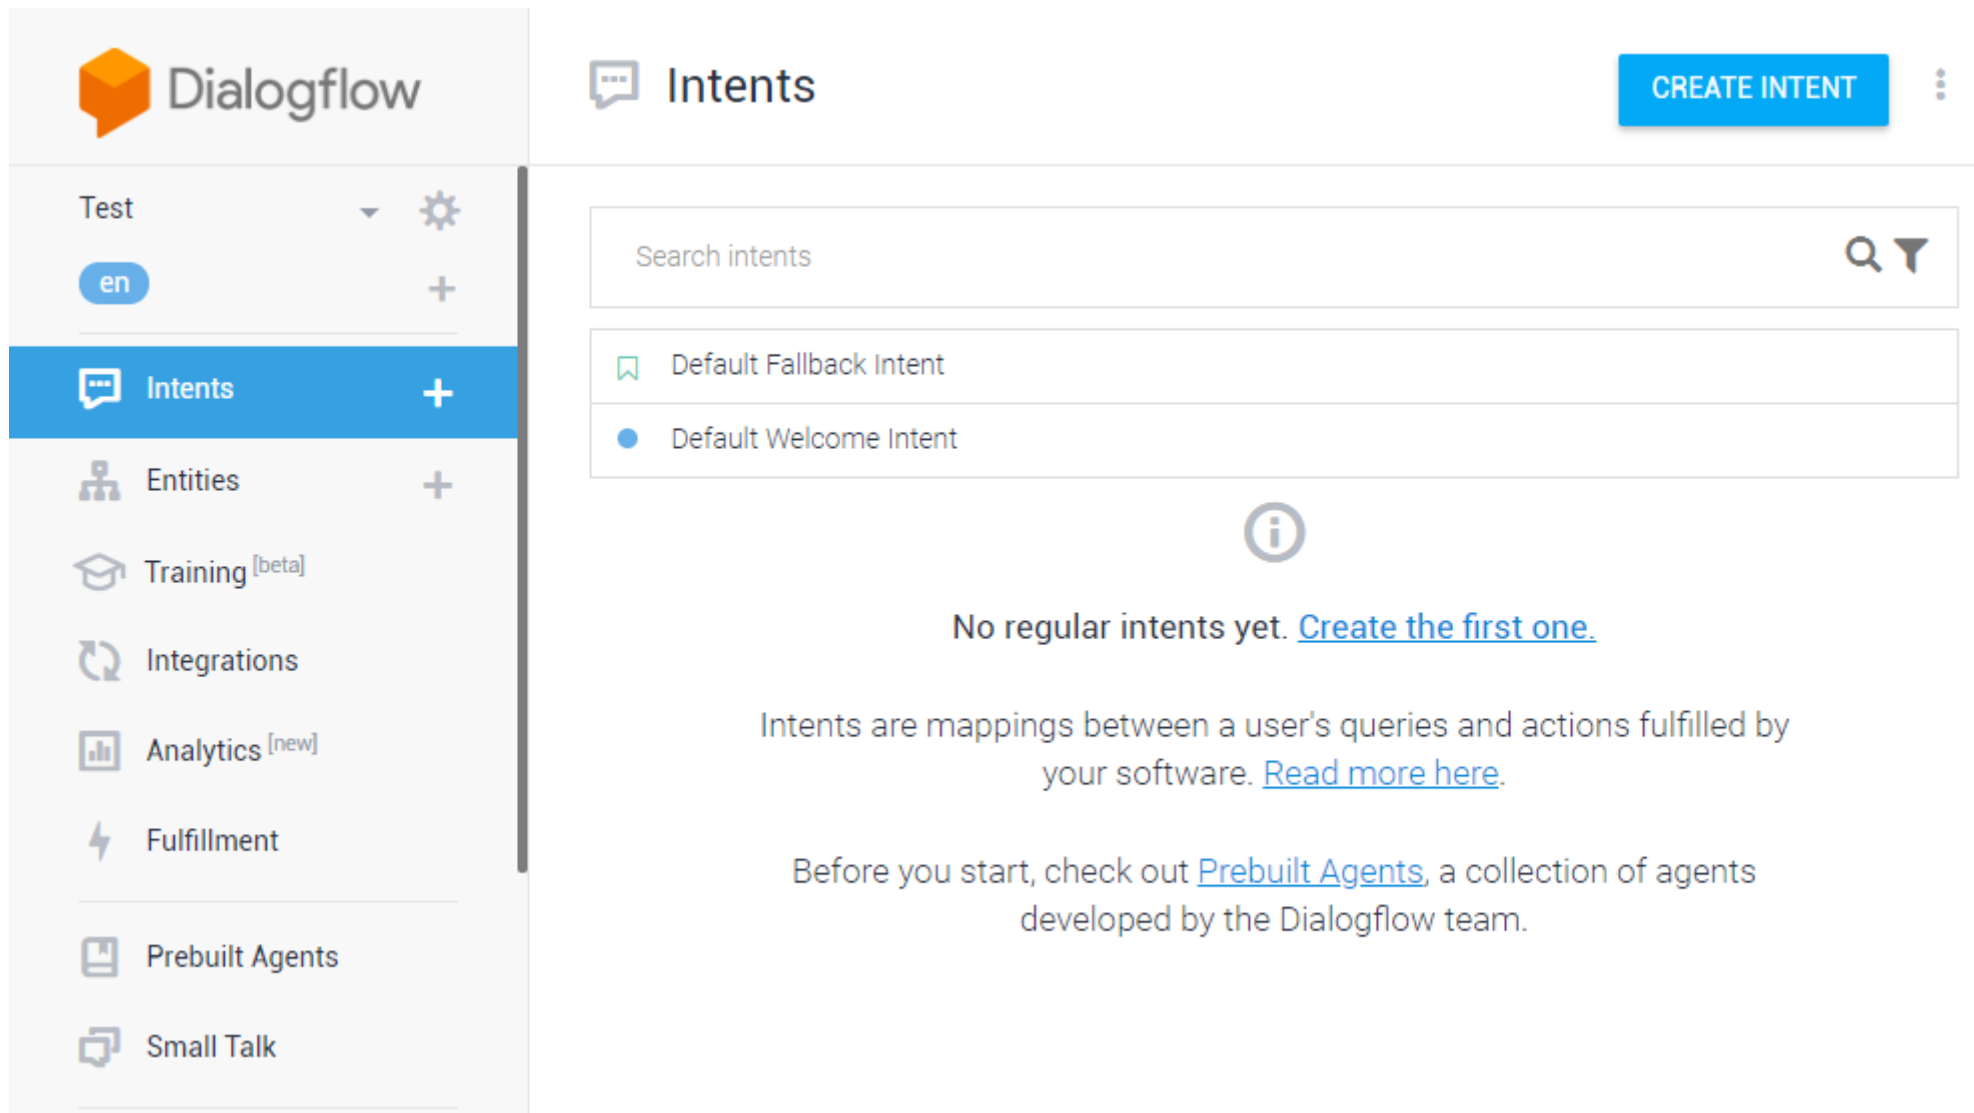 Dialogflow
Test
en
Intents
Entities
Training [beta]
Integrations
Analytics [new]
Fulfillment
Prebuilt Agents
Small Talk
Intents
CREATE INTENT
Search intents
Default Fallback Intent
Default Welcome Intent
No regular intents yet. Create the first one.
Intents are mappings between a user's queries and actions fulfilled by
your software. Read more here.
Before you start, check out Prebuilt Agents, a collection of agents
developed by the Dialogflow team.